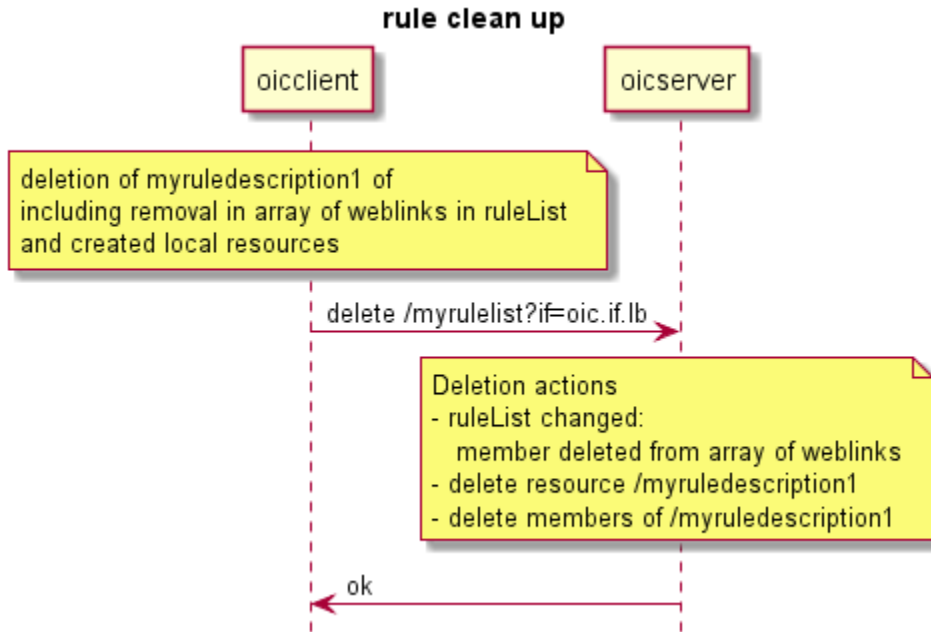 rule clean up
oicclient
oicserver
deletion of myruledescription1 of
including removal in array of weblinks in ruleList
and created local resources
delete /myrulelist?if=oic.if.lb
Deletion actions
- ruleList changed:
member deleted from array of weblinks
- delete resource /myruledescription1
- delete members of /myruledescription1
ok